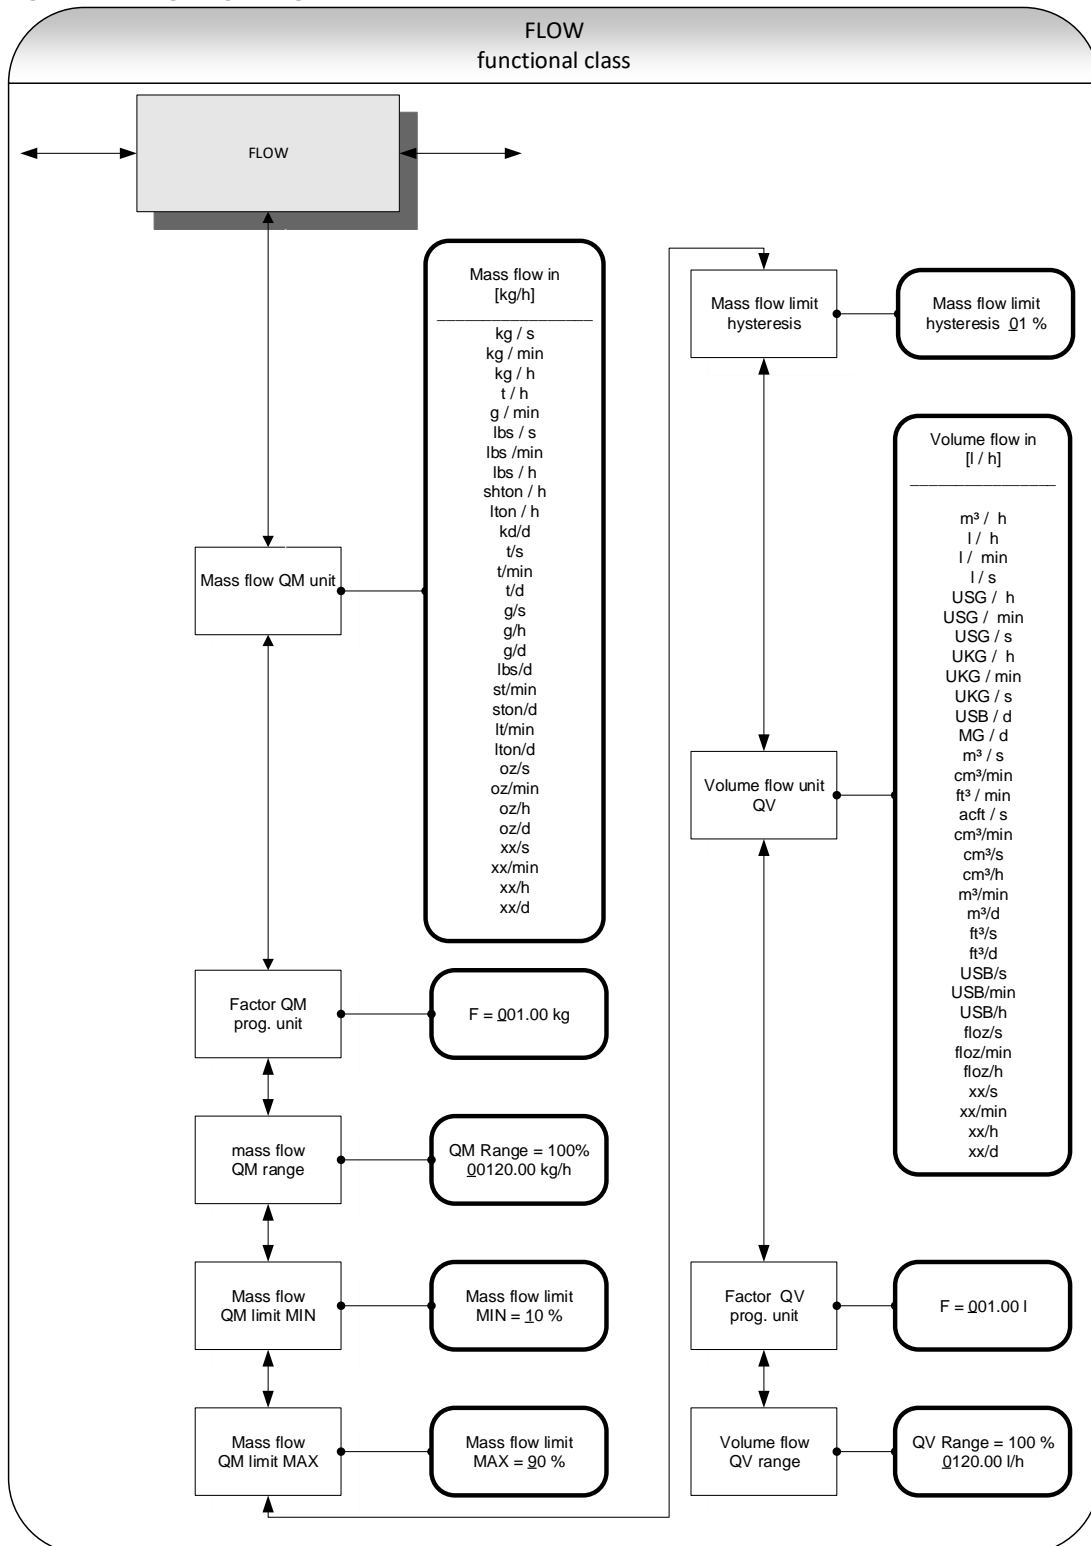 FLOW
functional class
FLOW
Mass flow in
[kg/h]
kg / s
kg / min
kg / h
t / h
g / min
lbs / s
lbs /min
lbs / h
shton / h
lton / h
kd/d
t/s
t/min
t/d
g/s
g/h
g/d
lbs/d
st/min
ston/d
lt/min
lton/d
oz/s
oz/min
oz/h
oz/d
xx/s
xx/min
xx/h
xx/d
Mass flow QM unit
Factor QM
prog. unit
F = 001.00 kg
mass flow
QM range
QM Range = 100%
00120.00 kg/h
Mass flow
QM limit MIN
Mass flow limit
MIN = 10 %
Mass flow
QM limit MAX
Mass flow limit
MAX = 90 %
Mass flow limit
hysteresis
Mass flow limit
hysteresis 01 %
Volume flow unit
QV
Volume flow in
[l / h]
m³ / h
l / h
l / min
l / s
USG / h
USG / min
USG / s
UKG / h
UKG / min
UKG / s
USB / d
MG / d
m³ / s
cm³/min
ft³ / min
acft / s
cm³/min
cm³/s
cm³/h
m³/min
m³/d
ft³/s
ft³/d
USB/s
USB/min
USB/h
floz/s
floz/min
floz/h
xx/s
xx/min
xx/h
xx/d
Factor QV
prog. unit
F = 001.00 l
Volume flow
QV range
QV Range = 100 %
0120.00 l/h